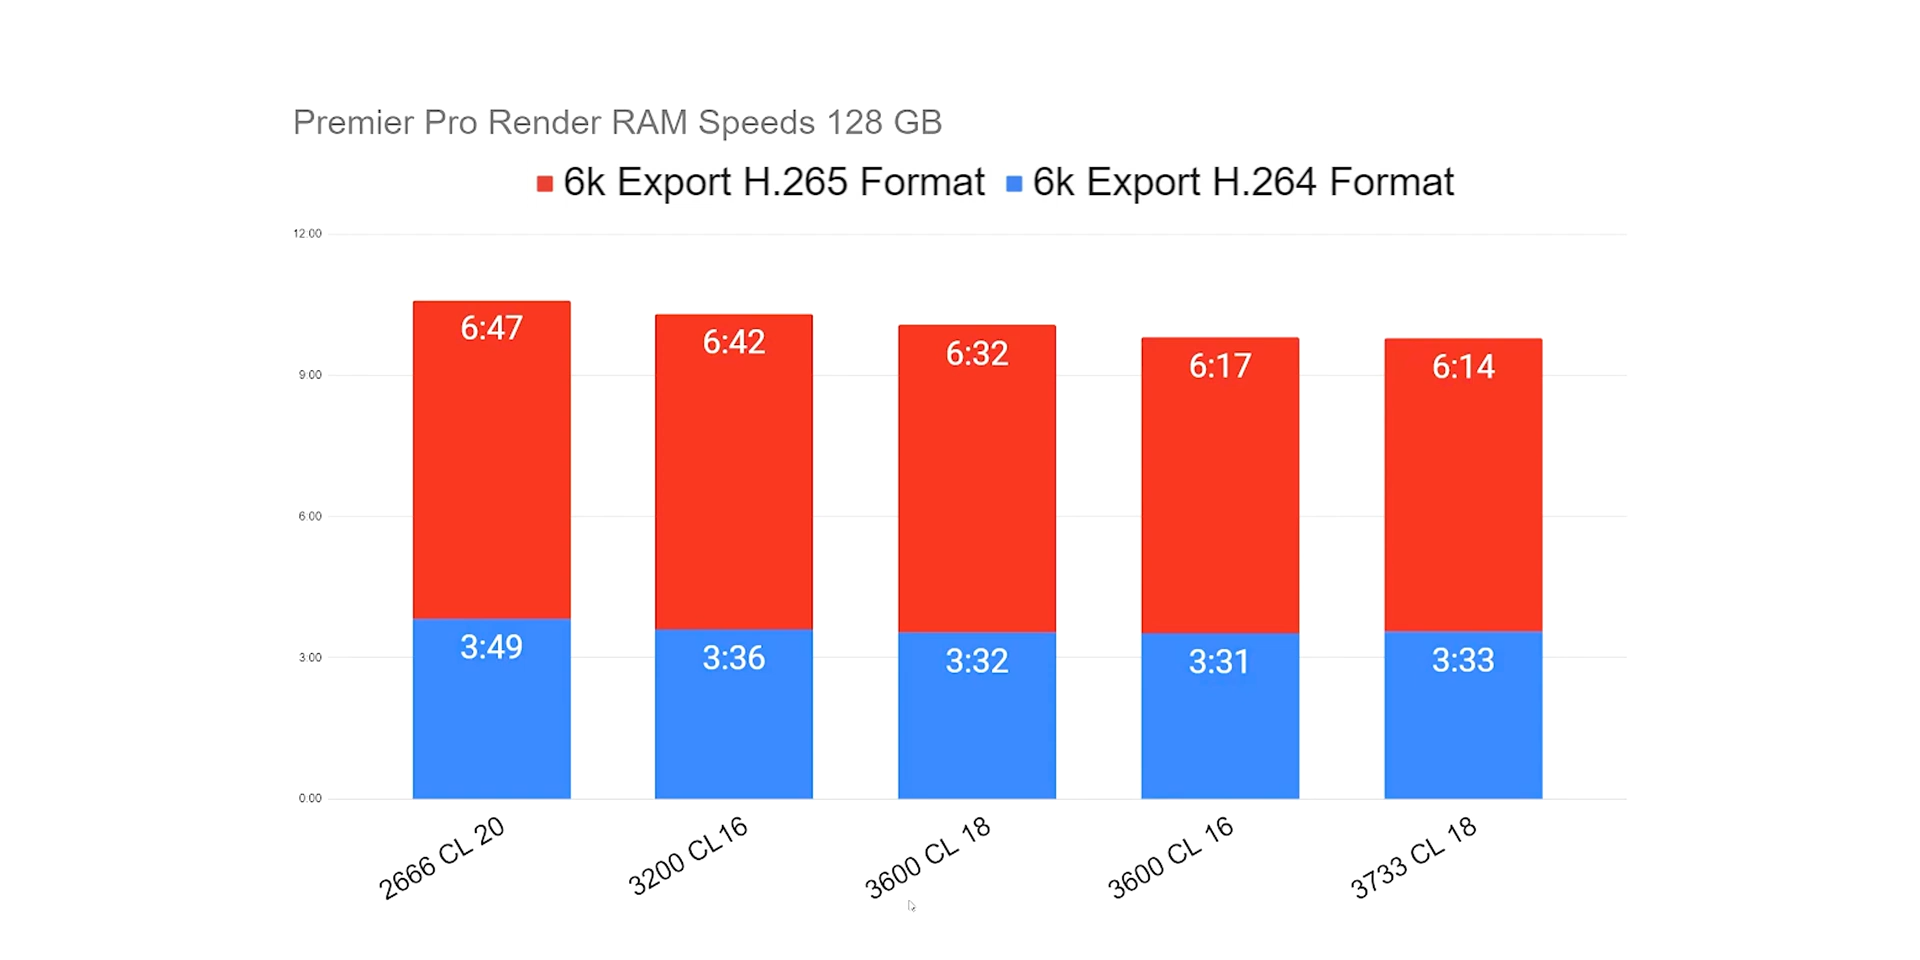 Premier Pro Render RAM Speeds 128 GB
6k Export H.265 Format 6k Export H.264 Format
12:00
9:00
6:00
3:00
0:00
6:47
6:42
6:32
6:17
6:14
3:49
3:36
3:32
3:31
3:33
2666 CL 20
3200 CL16
3600 CL 18
3600 CL 16
3733 CL 18